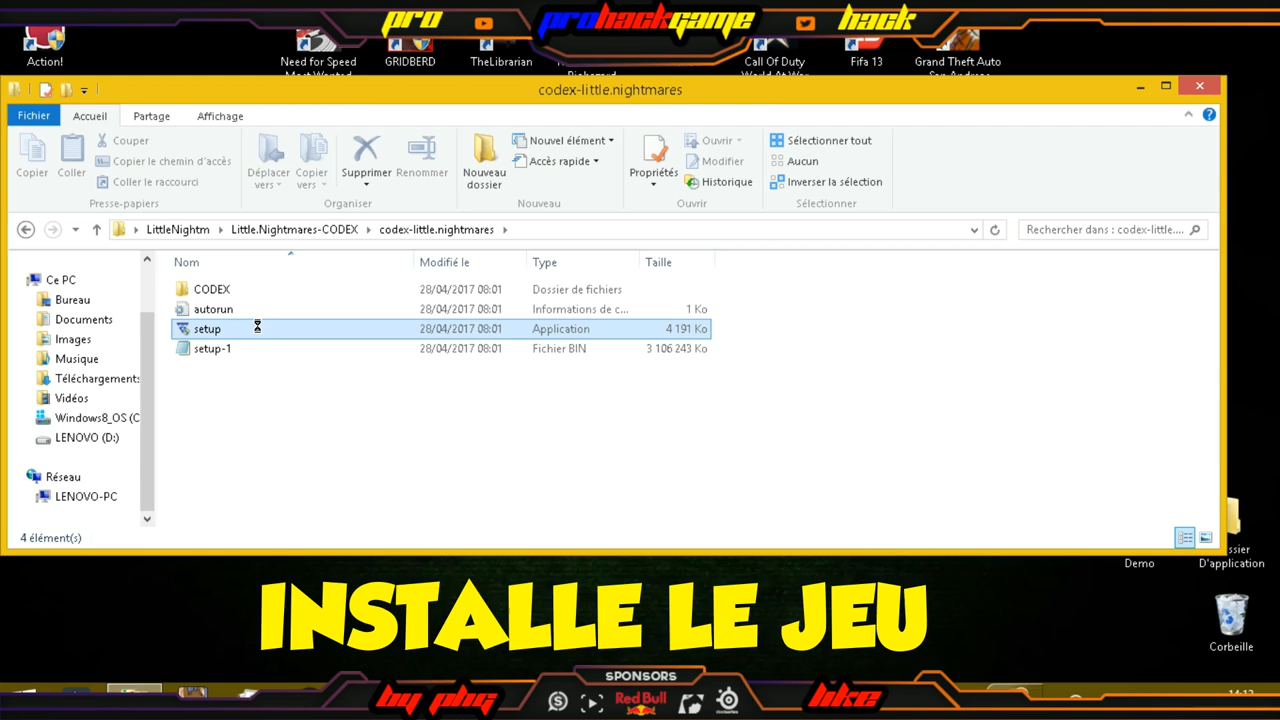 PRO
prohackgame
hack
Action!
Need for Speed
GRIDBERD
TheLibrarian
Call Of Duty
Fifa 13
Grand Theft Auto
codex-little.nightmares
Fichier
Accueil
Partage
Affichage
Copier
Coller
Couper
Copier le chemin d'accès
Coller le raccourci
Presse-papiers
Déplacer
vers
Copier
vers
Supprimer
Renommer
Organiser
Nouveau
dossier
Nouvel élément
Accès rapide
Nouveau
Propriétés
Ouvrir
Modifier
Historique
Ouvrir
Sélectionner tout
Aucun
Inverser la sélection
Sélectionner
LittleNightm
Little.Nightmares-CODEX
codex-little.nightmares
Rechercher dans : codex-little....
Ce PC
Bureau
Documents
Images
Musique
Téléchargement:
Vidéos
Windows8_OS (C
LENOVO (D:)
Réseau
LENOVO-PC
Nom Modifié le Type Taille
CODEX 28/04/2017 08:01 Dossier de fichiers
autorun 28/04/2017 08:01 Informations de c... 1 Ko
setup 28/04/2017 08:01 Application 4 191 Ko
setup-1 28/04/2017 08:01 Fichier BIN 3 106 243 Ko
4 élément(s)
Demo
ssier
D'application
Corbeille
INSTALLE LE JEU
SPONSORS
by phg
Red Bull
like